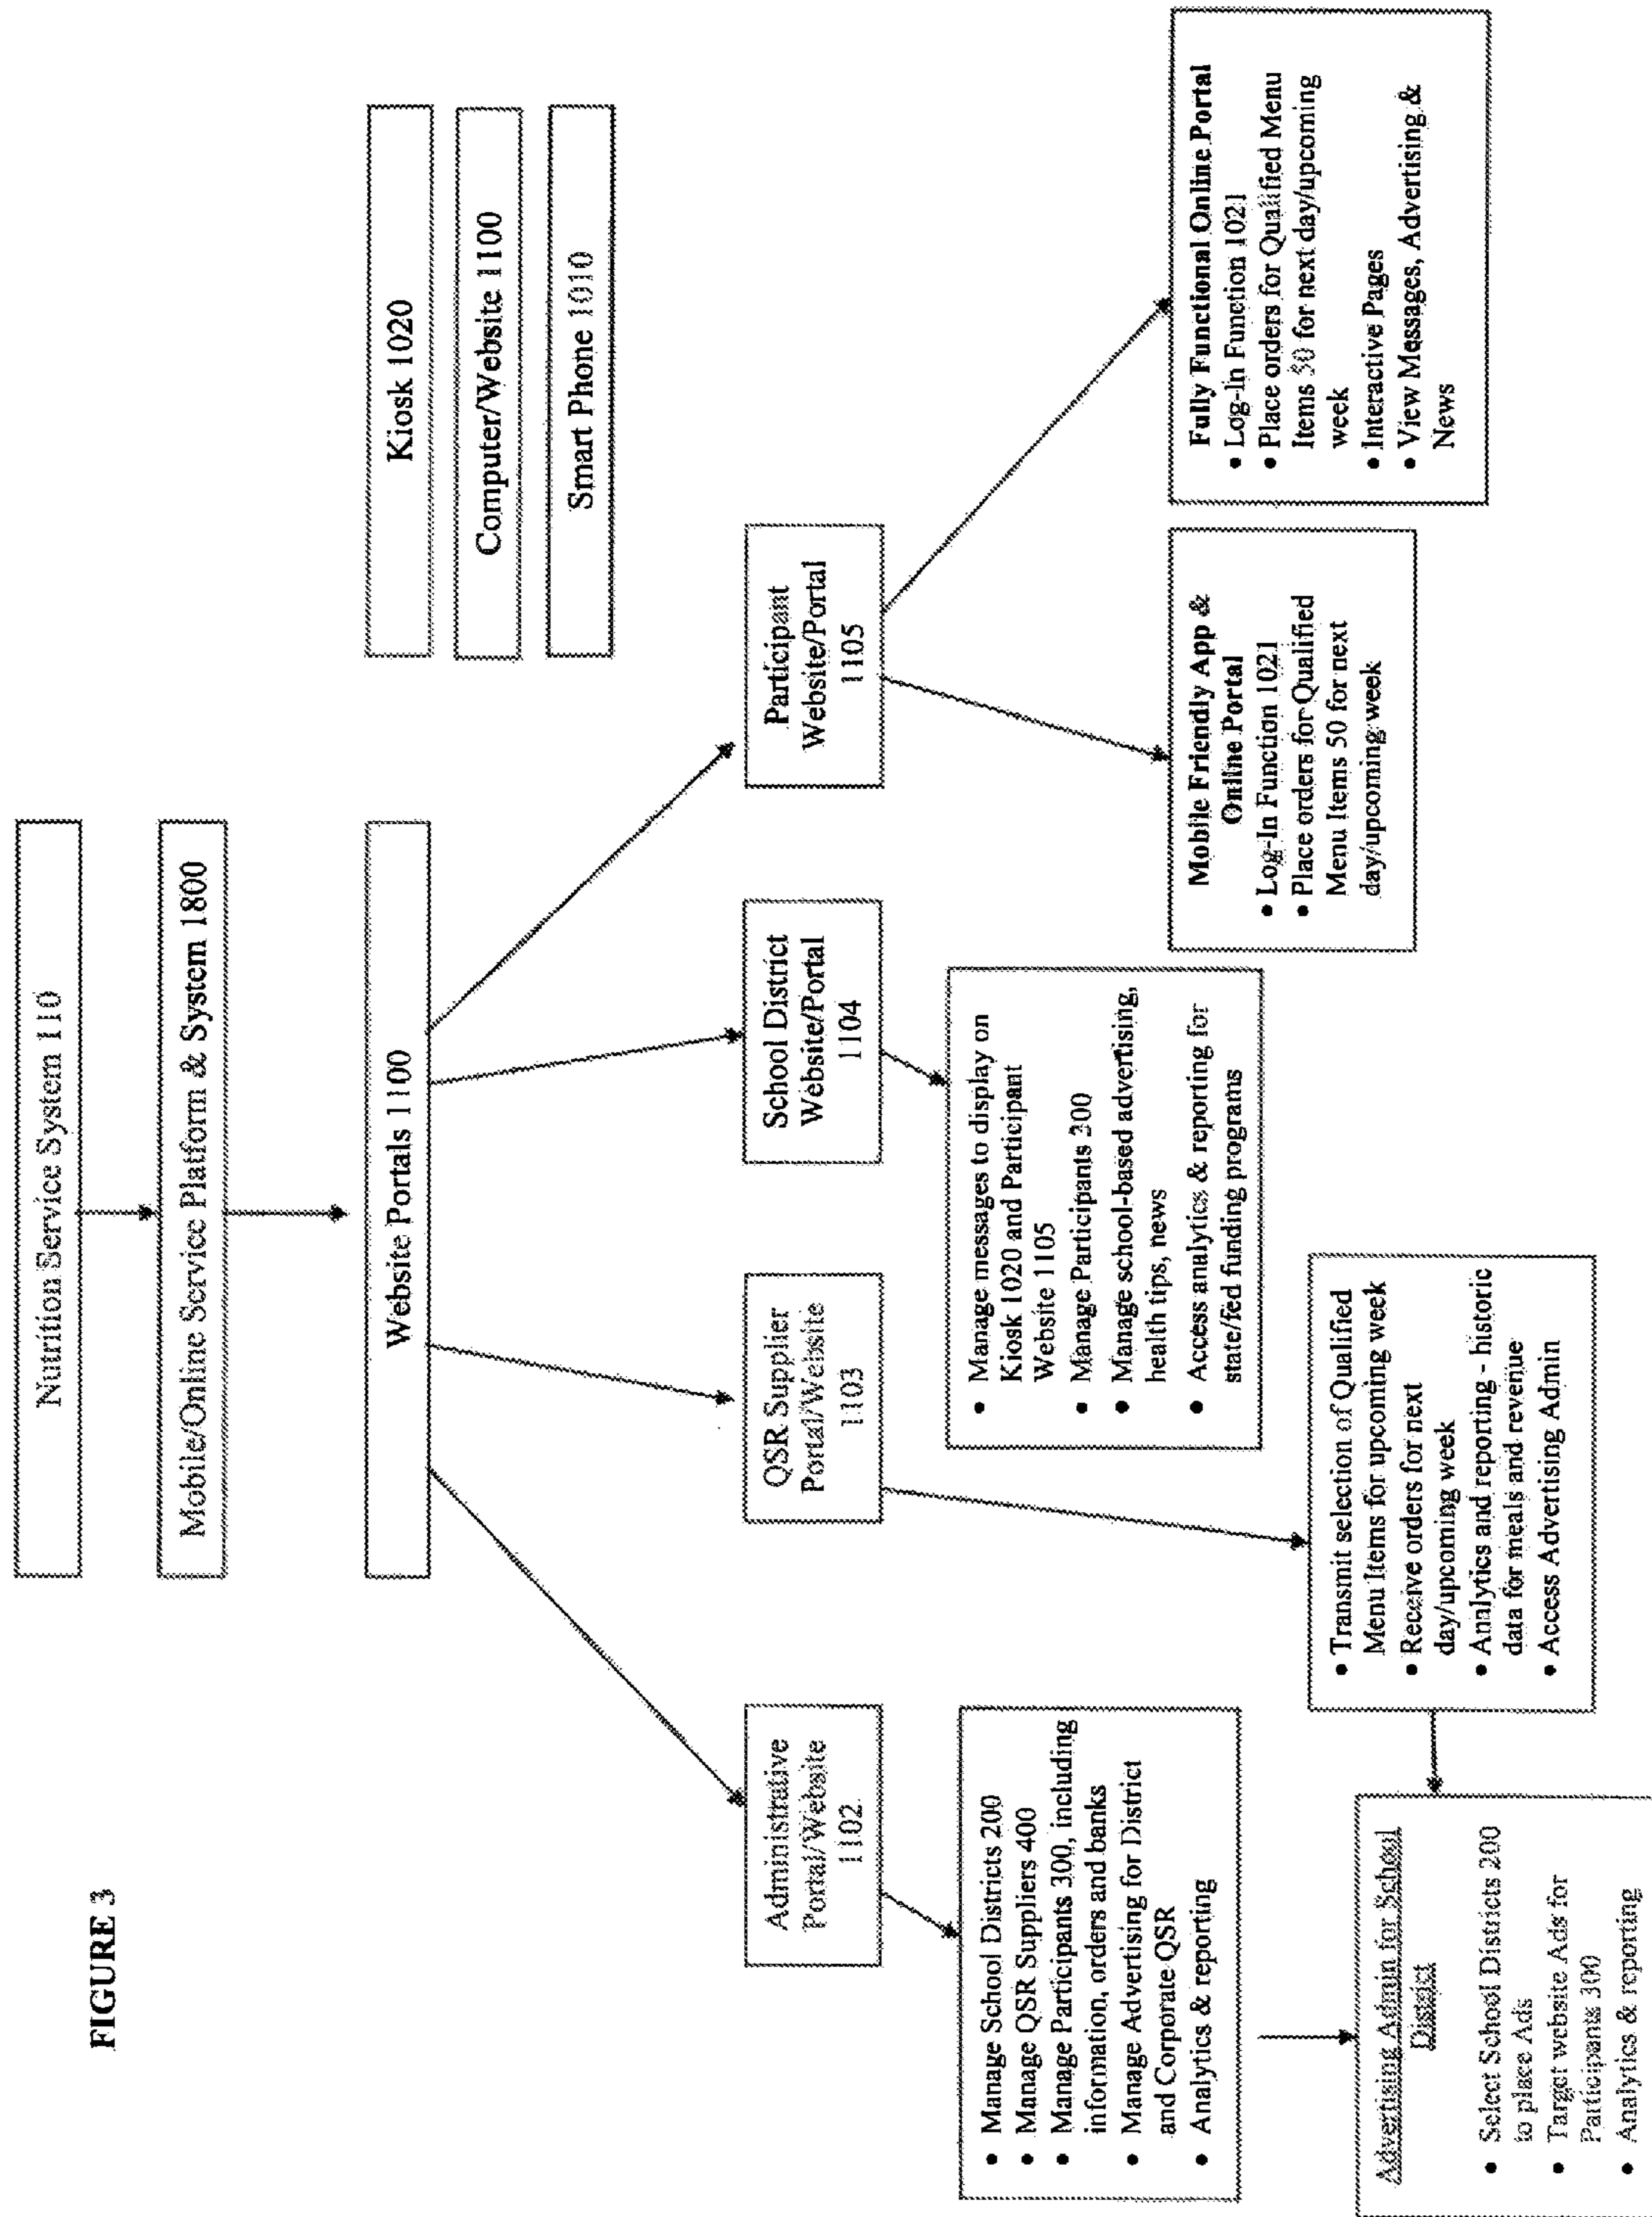 FIGURE 3
Nutrition Service System 110
Mobile/Online Service Platform & System 1800
Website Portals 1100
Kiosk 1020
Computer/Website 1100
Smart Phone 1010
Administrative
Portal/Website
1102
QSR Supplier
Portal/Website
1103
School District
Website/Portal
1104
Participant
Website/Portal
1105
• Manage School Districts 200
• Manage QSR Suppliers 400
• Manage Participants 300, including
information, orders and banks
• Manage Advertising for District
and Corporate QSR
• Analytics & reporting
• Manage messages to display on
Kiosk 1020 and Participant
Website 1105
• Manage Participants 200
• Manage school-based advertising,
health tips, news
• Access analytics & reporting for
state/fed funding programs
Mobile Friendly App &
Online Portal
• Log-In Function 1021
• Place orders for Qualified
Menu Items 50 for next
day/upcoming week
Fully Functional Online Portal
• Log-In Function 1021
• Place orders for Qualified Menu
Items 50 for next day/upcoming
week
• Interactive Pages
• View Messages, Advertising &
News
• Transmit selection of Qualified
Menu Items for upcoming week
• Receive orders for next
day/upcoming week
• Analytics and reporting - historic
data for meals and revenue
• Access Advertising Admin
Advertising Admin for School
District
• Select School Districts 200
to place Ads
• Target website Ads for
Participants 300
• Analytics & reporting